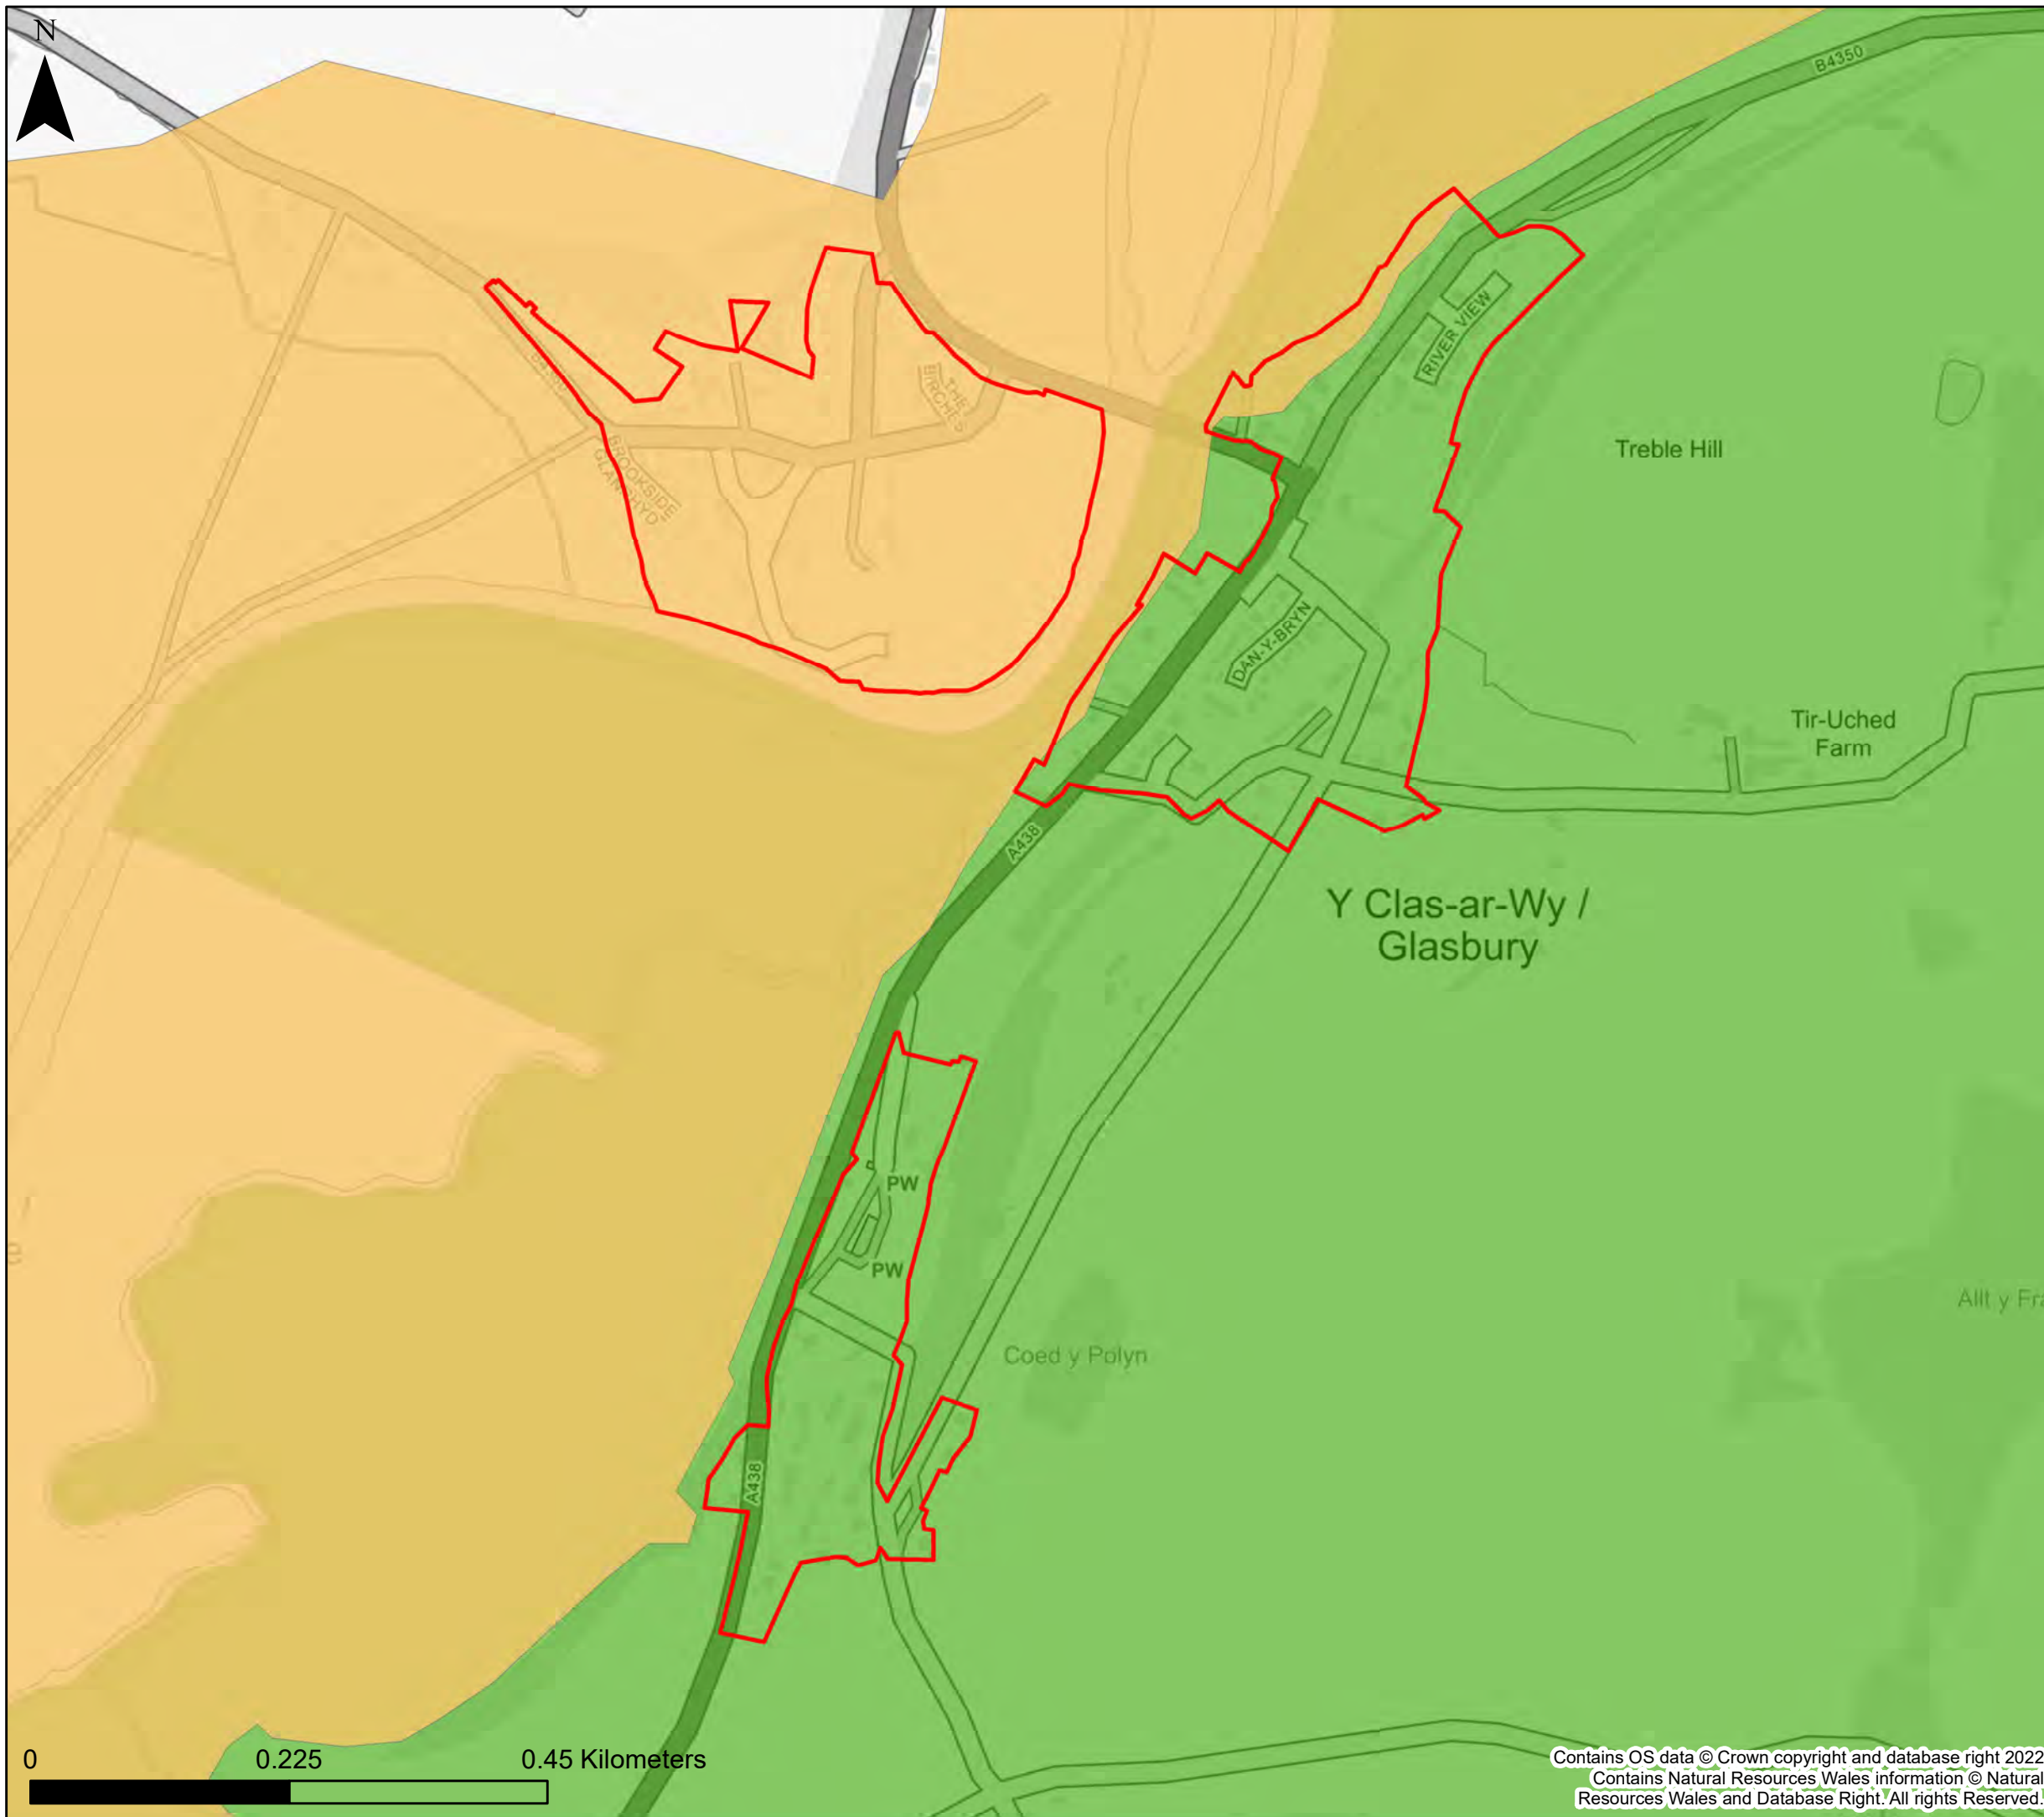 N
B4350
RIVER VIEW
THE
BIRCHES
Treble Hill
BROOKSIDE
DAN-Y-BRYN
Tir-Uched
Farm
A438
Y Clas-ar-Wy /
Glasbury
PW
PW
Coed y Polyn
Allt y Fra
A438
0 0.225 0.45 Kilometers
Contains OS data © Crown copyright and database right 2022
Contains Natural Resources Wales information © Natural
Resources Wales and Database Right. All rights Reserved.